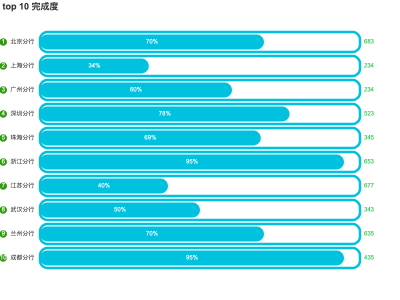 top 10 完成度
1 北京分行 70% 683
2 上海分行 34% 234
3 广州分行 60% 234
4 深圳分行 78% 523
5 珠海分行 69% 345
6 浙江分行 95% 653
7 江苏分行 40% 677
8 武汉分行 50% 343
9 兰州分行 70% 635
10 成都分行 95% 435